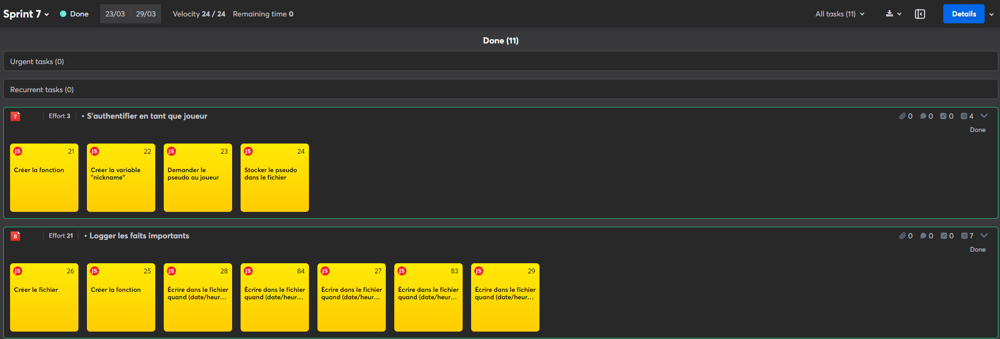 Sprint 7 Done 23/03 29/03 Velocity 24 / 24 Remaining time 0 All tasks (11) Details
Done (11)
Urgent tasks (0)
Recurrent tasks (0)
7 Effort 3 • S'authentifier en tant que joueur 0 0 0 4
Done
JS 21
Créer la fonction
JS 22
Créer la variable
"nickname"
JS 23
Demander le
pseudo au joueur
JS 24
Stocker le pseudo
dans le fichier
8 Effort 21 • Logger les faits importants 0 0 0 7
Done
JS 26
Créer le fichier
JS 25
Créer la fonction
JS 28
Écrire dans le fichier
quand (date/heur...
JS 84
Écrire dans le fichier
quand (date/heur...
JS 27
Écrire dans le fichier
quand (date/heur...
JS 83
Écrire dans le fichier
quand (date/heur...
JS 29
Écrire dans le fichier
quand (date/heur...